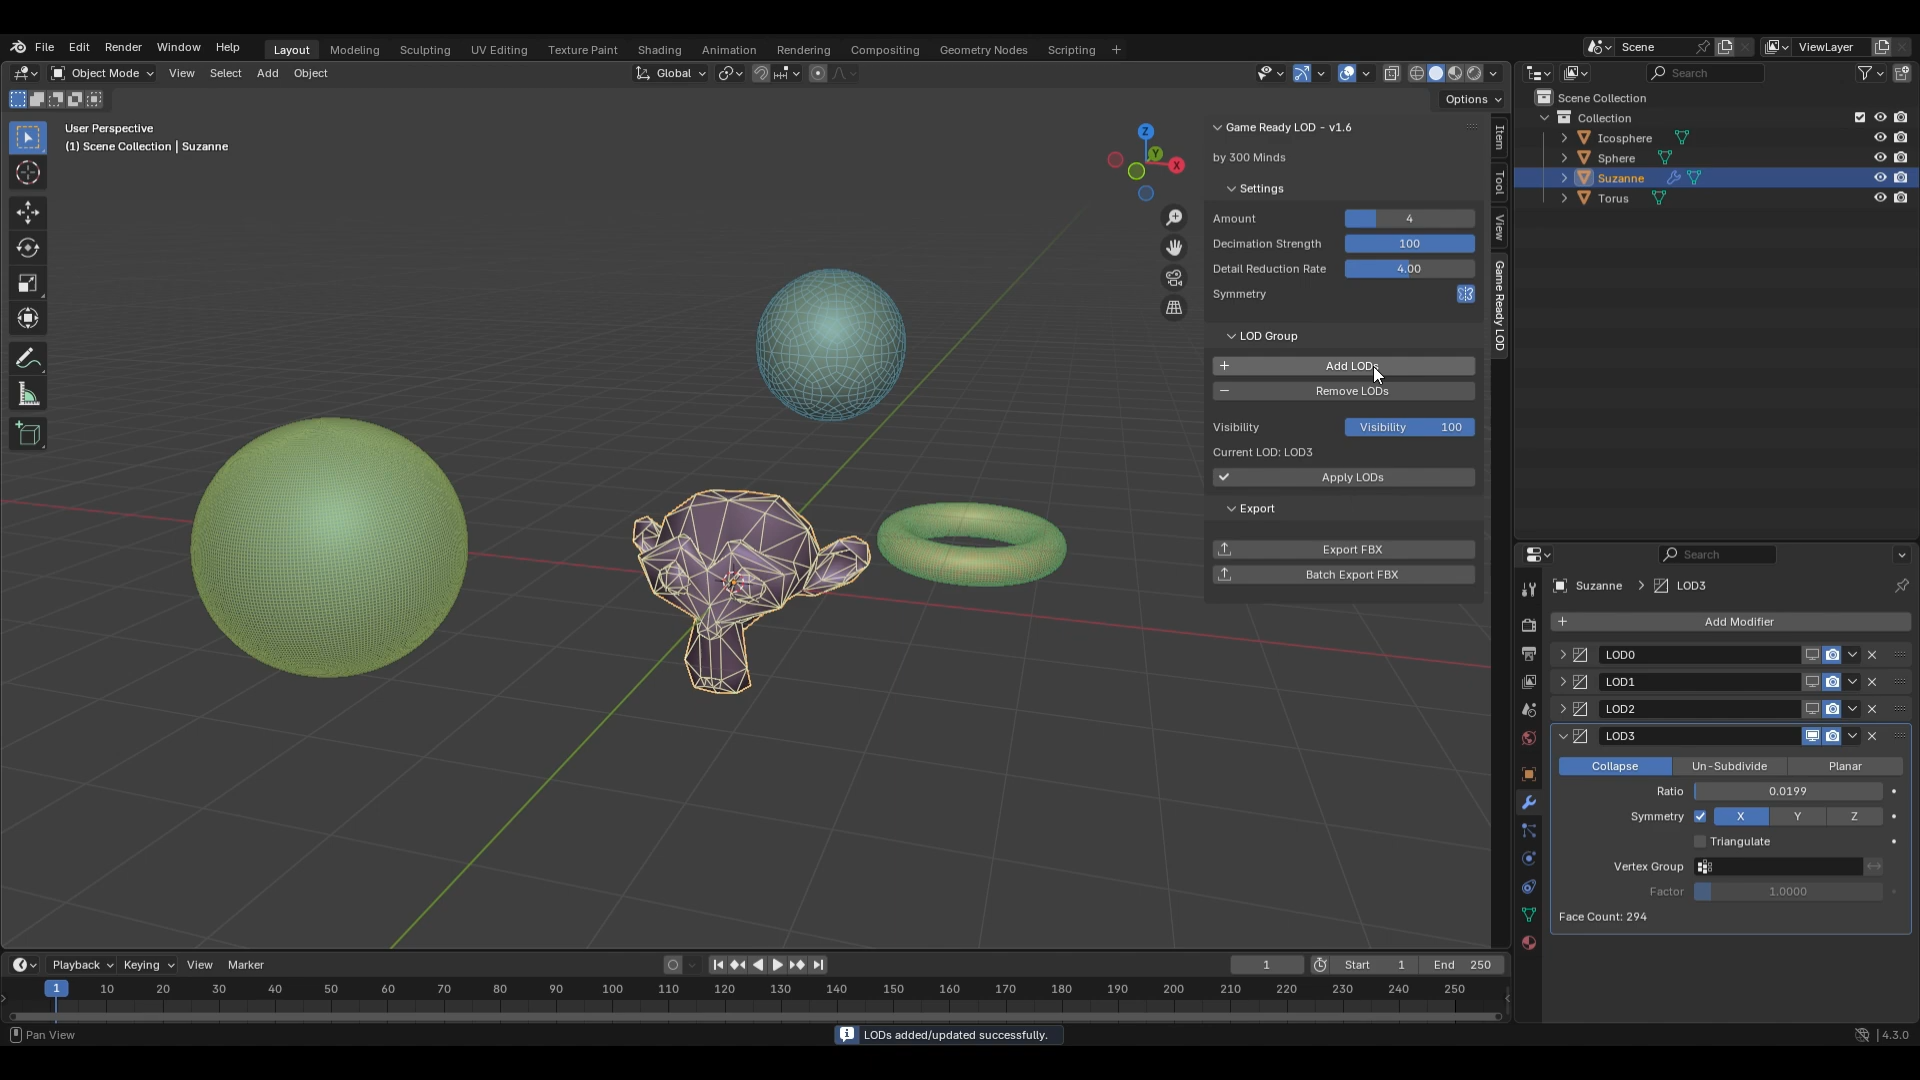 File Edit Render Window Help Layout Modeling Sculpting UV Editing Texture Paint Shading Animation Rendering Compositing Geometry Nodes Scripting + Scene ViewLayer
Object Mode View Select Add Object Global Search
Options
User Perspective
(1) Scene Collection | Suzanne
Z
Y
X
Game Ready LOD - v1.6
by 300 Minds
Settings
Amount 4
Decimation Strength 100
Detail Reduction Rate 4.00
Symmetry
LOD Group
Add LODs
Remove LODs
Visibility Visibility 100
Current LOD: LOD3
Apply LODs
Export
Export FBX
Batch Export FBX
Item
Tool
View
Game Ready LOD
Scene Collection
Collection
Icosphere
Sphere
Suzanne
Torus
Search
Suzanne > LOD3
Add Modifier
LOD0
LOD1
LOD2
LOD3
Collapse Un-Subdivide Planar
Ratio 0.0199
Symmetry X Y Z
Triangulate
Vertex Group
Factor 1.0000
Face Count: 294
Playback Keying View Marker 1 Start 1 End 250
1 10 20 30 40 50 60 70 80 90 100 110 120 130 140 150 160 170 180 190 200 210 220 230 240 250
Pan View LODs added/updated successfully. 4.3.0